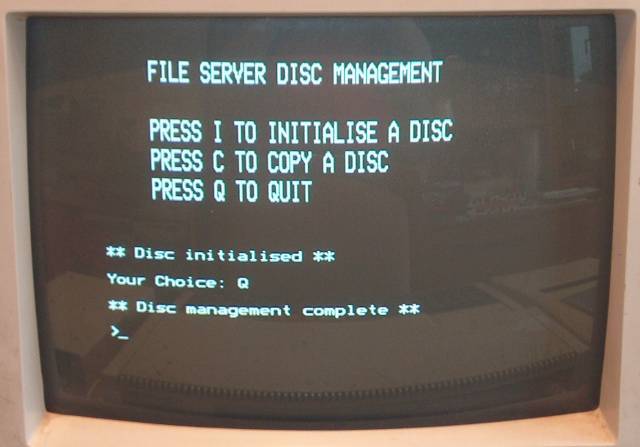 FILE SERVER DISC MANAGEMENT
PRESS I TO INITIALISE A DISC
PRESS C TO COPY A DISC
PRESS Q TO QUIT
** Disc initialised **
Your Choice: Q
** Disc management complete **
>_